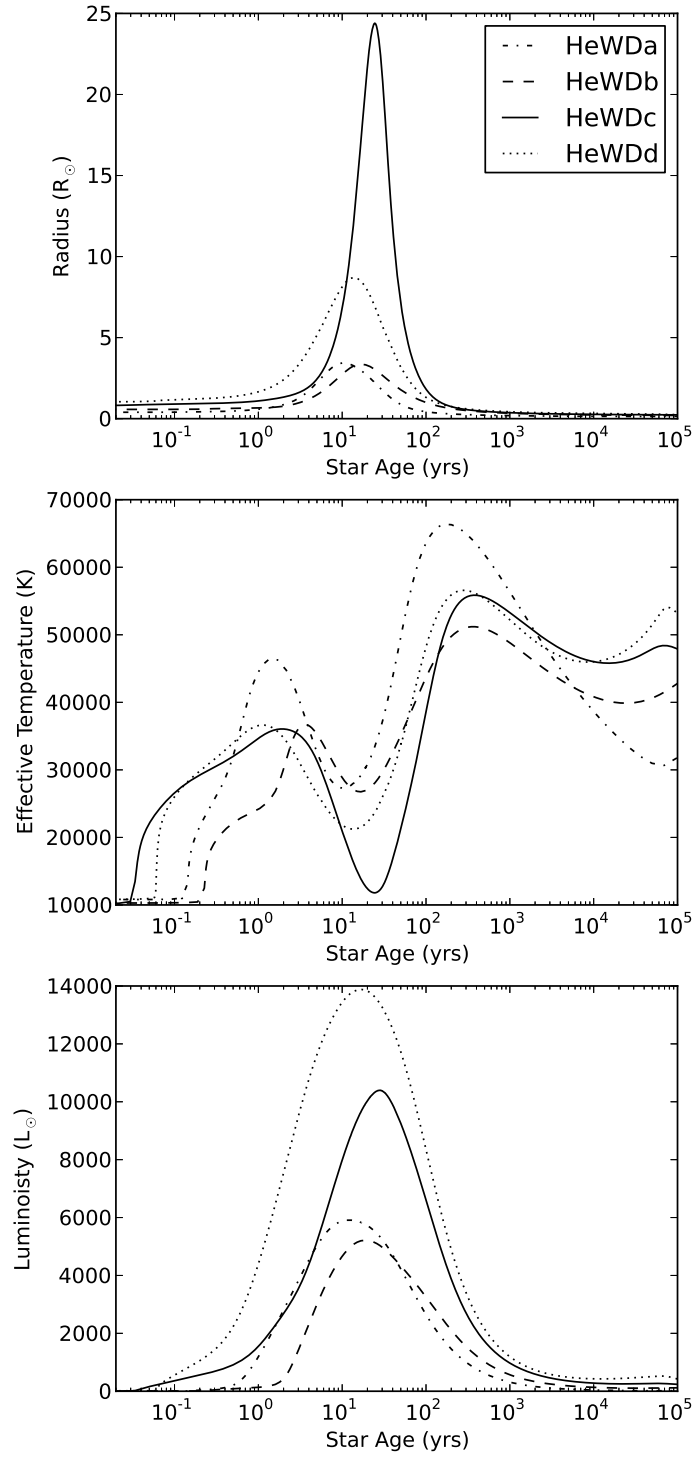 25
20
15
10
5
0
Radius (R☉)
HeWDa
HeWDb
HeWDc
HeWDd
10⁻¹ 10⁰ 10¹ 10² 10³ 10⁴ 10⁵
Star Age (yrs)
70000
60000
50000
40000
30000
20000
10000
Effective Temperature (K)
10⁻¹ 10⁰ 10¹ 10² 10³ 10⁴ 10⁵
Star Age (yrs)
14000
12000
10000
8000
6000
4000
2000
0
Luminoisty (L☉)
10⁻¹ 10⁰ 10¹ 10² 10³ 10⁴ 10⁵
Star Age (yrs)